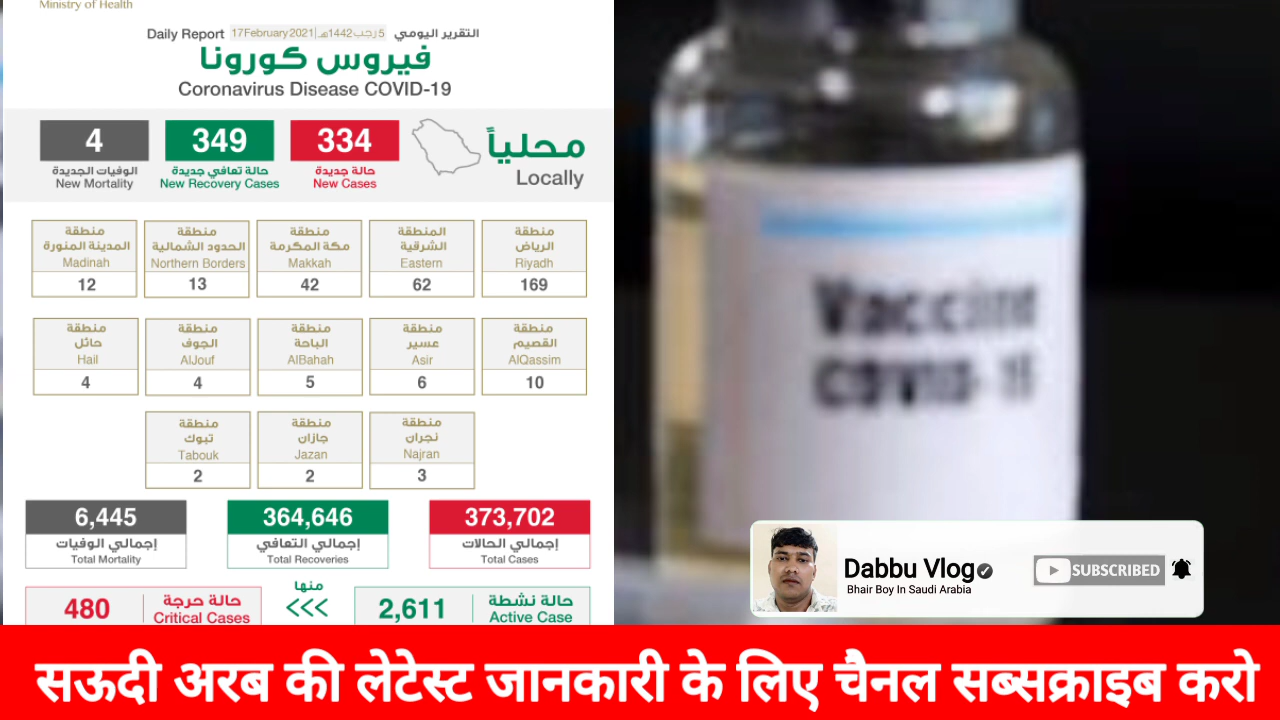 Ministry of Health
Daily Report 17 February 2021 | 5 رجب 1442هـ التقرير اليومي
فيروس كورونا
Coronavirus Disease COVID-19
محلياً
Locally
334
حالة جديدة
New Cases
349
حالة تعافي جديدة
New Recovery Cases
4
الوفيات الجديدة
New Mortality
منطقة
المدينة المنورة
Madinah
12
منطقة
الحدود الشمالية
Northern Borders
13
منطقة
مكة المكرمة
Makkah
42
المنطقة
الشرقية
Eastern
62
منطقة
الرياض
Riyadh
169
منطقة
حائل
Hail
4
منطقة
الجوف
AlJouf
4
منطقة
الباحة
AlBahah
5
منطقة
عسير
Asir
6
منطقة
القصيم
AlQassim
10
منطقة
تبوك
Tabouk
2
منطقة
جازان
Jazan
2
منطقة
نجران
Najran
3
6,445
إجمالي الوفيات
Total Mortality
364,646
إجمالي التعافي
Total Recoveries
373,702
إجمالي الحالات
Total Cases
480
حالة حرجة
Critical Cases
منها
<<<
2,611
حالة نشطة
Active Case
Vaccine
COVID-19
Dabbu Vlog
Bhair Boy In Saudi Arabia
SUBSCRIBED
सऊदी अरब की लेटेस्ट जानकारी के लिए चैनल सब्सक्राइब करो